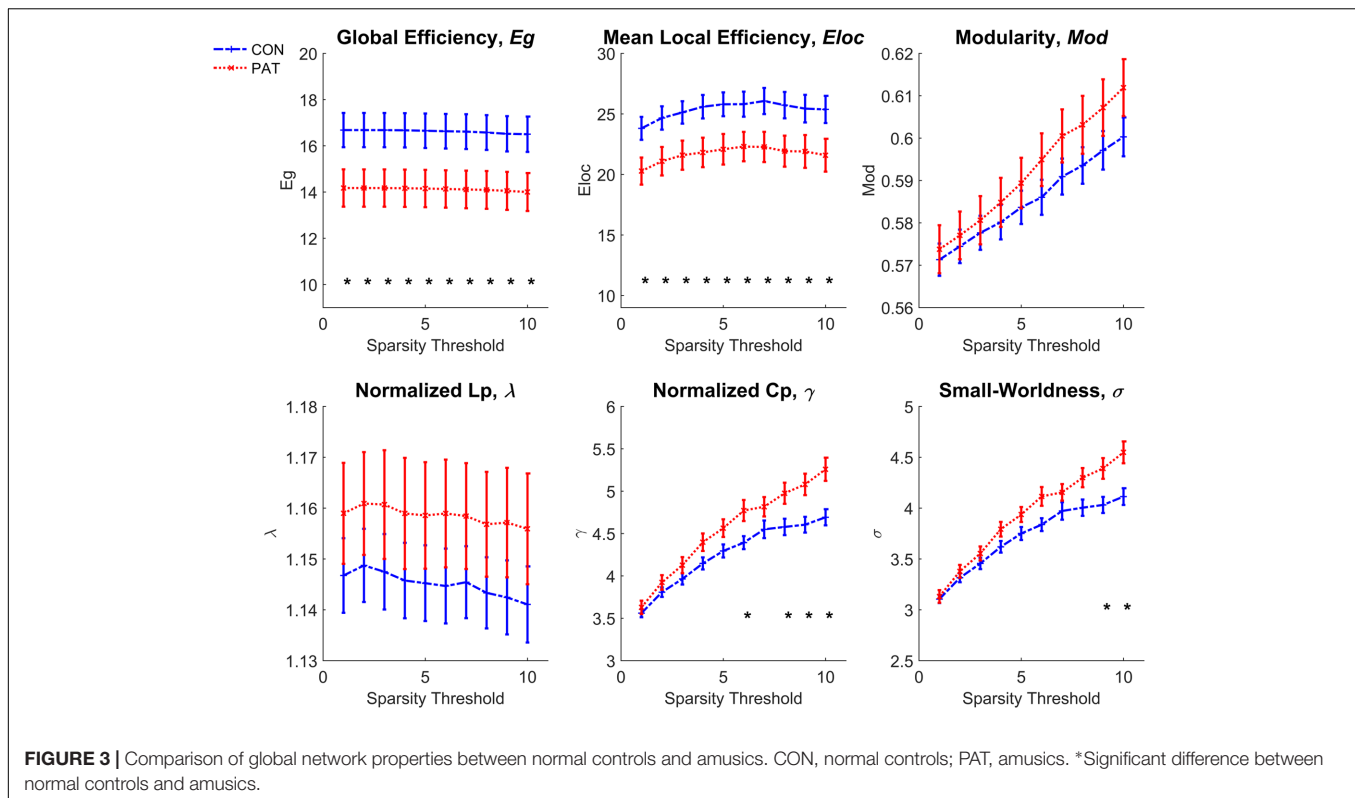 Global Efficiency, Eg
CON
PAT
20
18
16
14
12
10
Eg
* * * * * * * * * *
0 5 10
Sparsity Threshold
Mean Local Efficiency, Eloc
30
25
20
15
10
Eloc
* * * * * * * * * *
0 5 10
Sparsity Threshold
Modularity, Mod
0.62
0.61
0.60
0.59
0.58
0.57
0.56
Mod
0 5 10
Sparsity Threshold
Normalized Lp, λ
1.18
1.17
1.16
1.15
1.14
1.13
λ
0 5 10
Sparsity Threshold
Normalized Cp, γ
6
5.5
5
4.5
4
3.5
3
γ
* * * *
0 5 10
Sparsity Threshold
Small-Worldness, σ
5
4.5
4
3.5
3
2.5
σ
* *
0 5 10
Sparsity Threshold
FIGURE 3 | Comparison of global network properties between normal controls and amusics. CON, normal controls; PAT, amusics. *Significant difference between
normal controls and amusics.